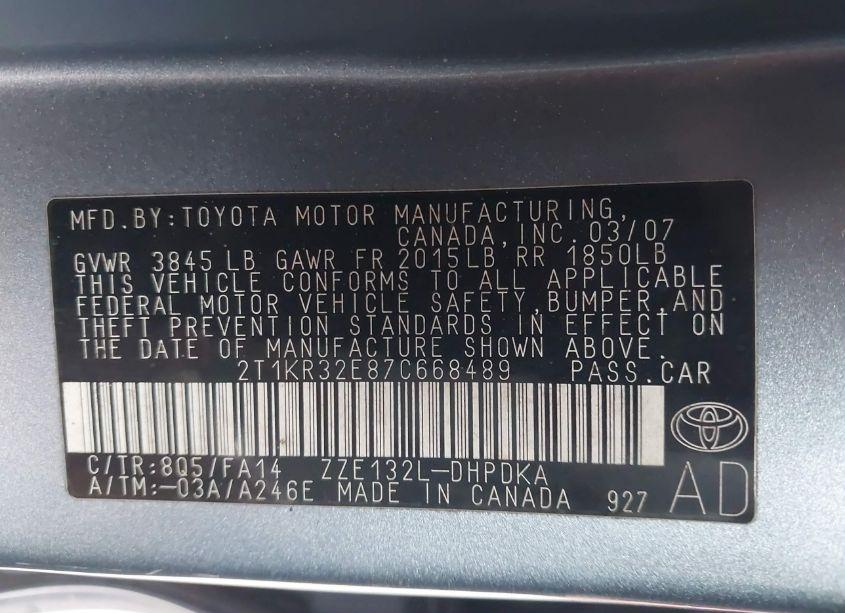 MFD.BY:TOYOTA MOTOR MANUFACTURING,
CANADA,INC. 03/07
GVWR 3845 LB GAWR FR 2015LB RR 1850LB
THIS VEHICLE CONFORMS TO ALL APPLICABLE
FEDERAL MOTOR VEHICLE SAFETY,BUMPER,AND
THEFT PREVENTION STANDARDS IN EFFECT ON
THE DATE OF MANUFACTURE SHOWN ABOVE.
2T1KR32E87C668489 PASS.CAR
C/TR:8Q5/FA14 ZZE132L-DHPDKA
A/TM:-03A/A246E MADE IN CANADA 927 AD